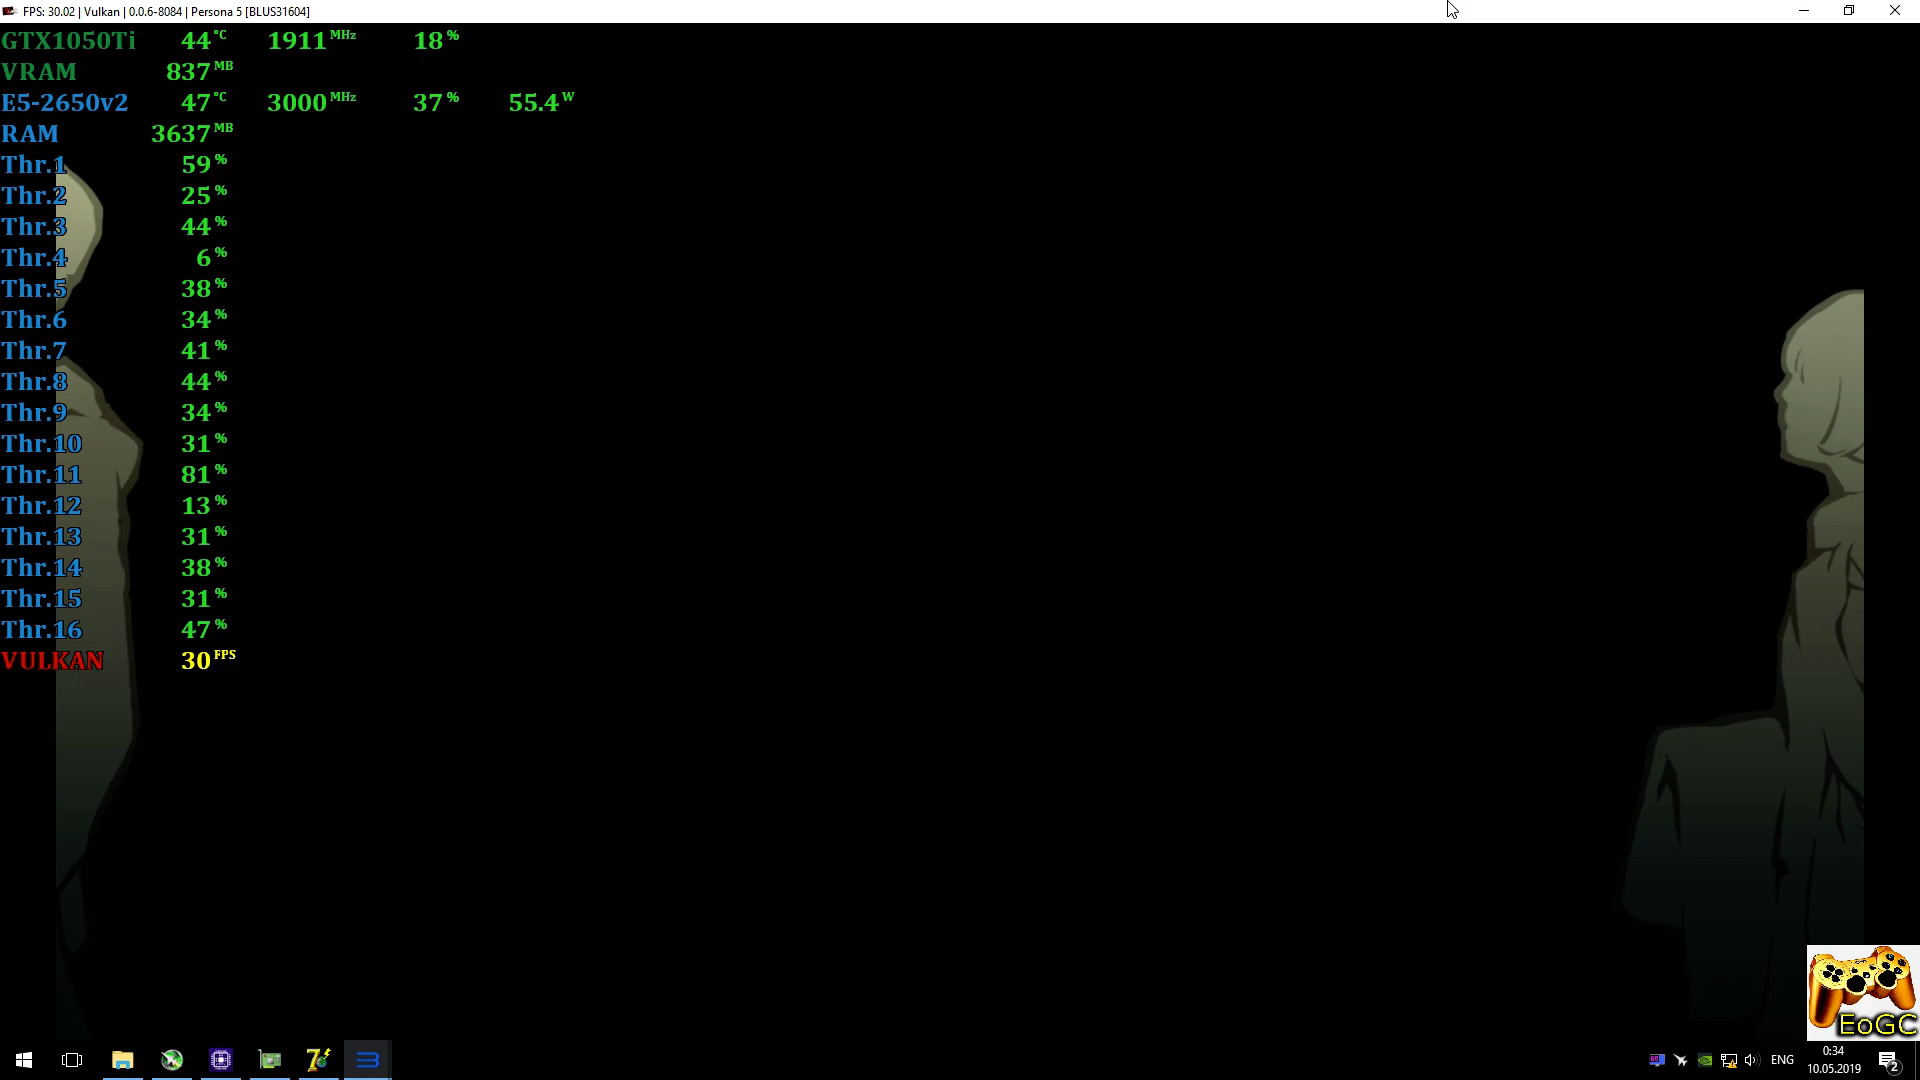 FPS: 30.02 | Vulkan | 0.0.6-8084 | Persona 5 [BLUS31604]
GTX1050Ti 44 °C 1911 MHz 18 %
VRAM 837 MB
E5-2650v2 47 °C 3000 MHz 37 % 55.4 W
RAM 3637 MB
Thr.1 59 %
Thr.2 25 %
Thr.3 44 %
Thr.4 6 %
Thr.5 38 %
Thr.6 34 %
Thr.7 41 %
Thr.8 44 %
Thr.9 34 %
Thr.10 31 %
Thr.11 81 %
Thr.12 13 %
Thr.13 31 %
Thr.14 38 %
Thr.15 31 %
Thr.16 47 %
VULKAN 30 FPS
EoGC
ENG
0:34
10.05.2019
2